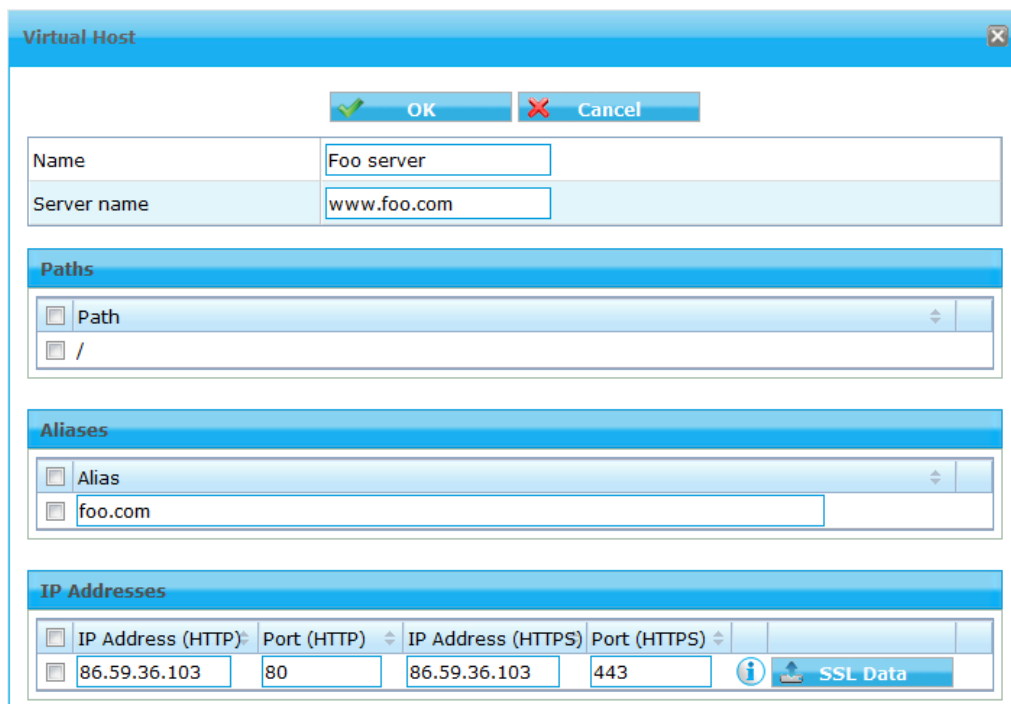 Virtual Host
OK Cancel
Name Foo server
Server name www.foo.com
Paths
Path
/
Aliases
Alias
foo.com
IP Addresses
IP Address (HTTP) Port (HTTP) IP Address (HTTPS) Port (HTTPS)
86.59.36.103 80 86.59.36.103 443 SSL Data